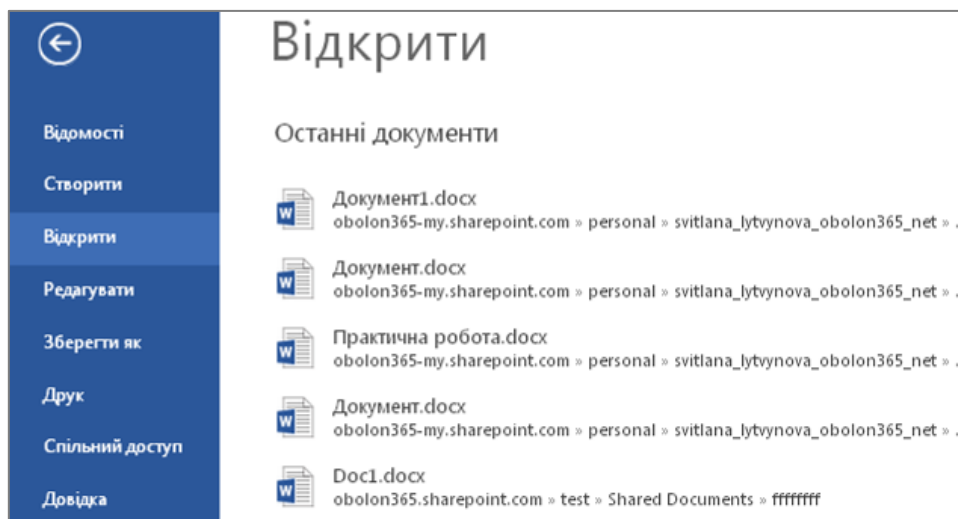 Відкрити
Відомості
Створити
Відкрити
Редагувати
Зберегти як
Друк
Спільний доступ
Довідка
Останні документи
Документ1.docx
obolon365-my.sharepoint.com » personal » svitlana_lytvynova_obolon365_net » .
Документ.docx
obolon365-my.sharepoint.com » personal » svitlana_lytvynova_obolon365_net » .
Практична робота.docx
obolon365-my.sharepoint.com » personal » svitlana_lytvynova_obolon365_net » .
Документ.docx
obolon365-my.sharepoint.com » personal » svitlana_lytvynova_obolon365_net » .
Doc1.docx
obolon365.sharepoint.com » test » Shared Documents » ffffffff